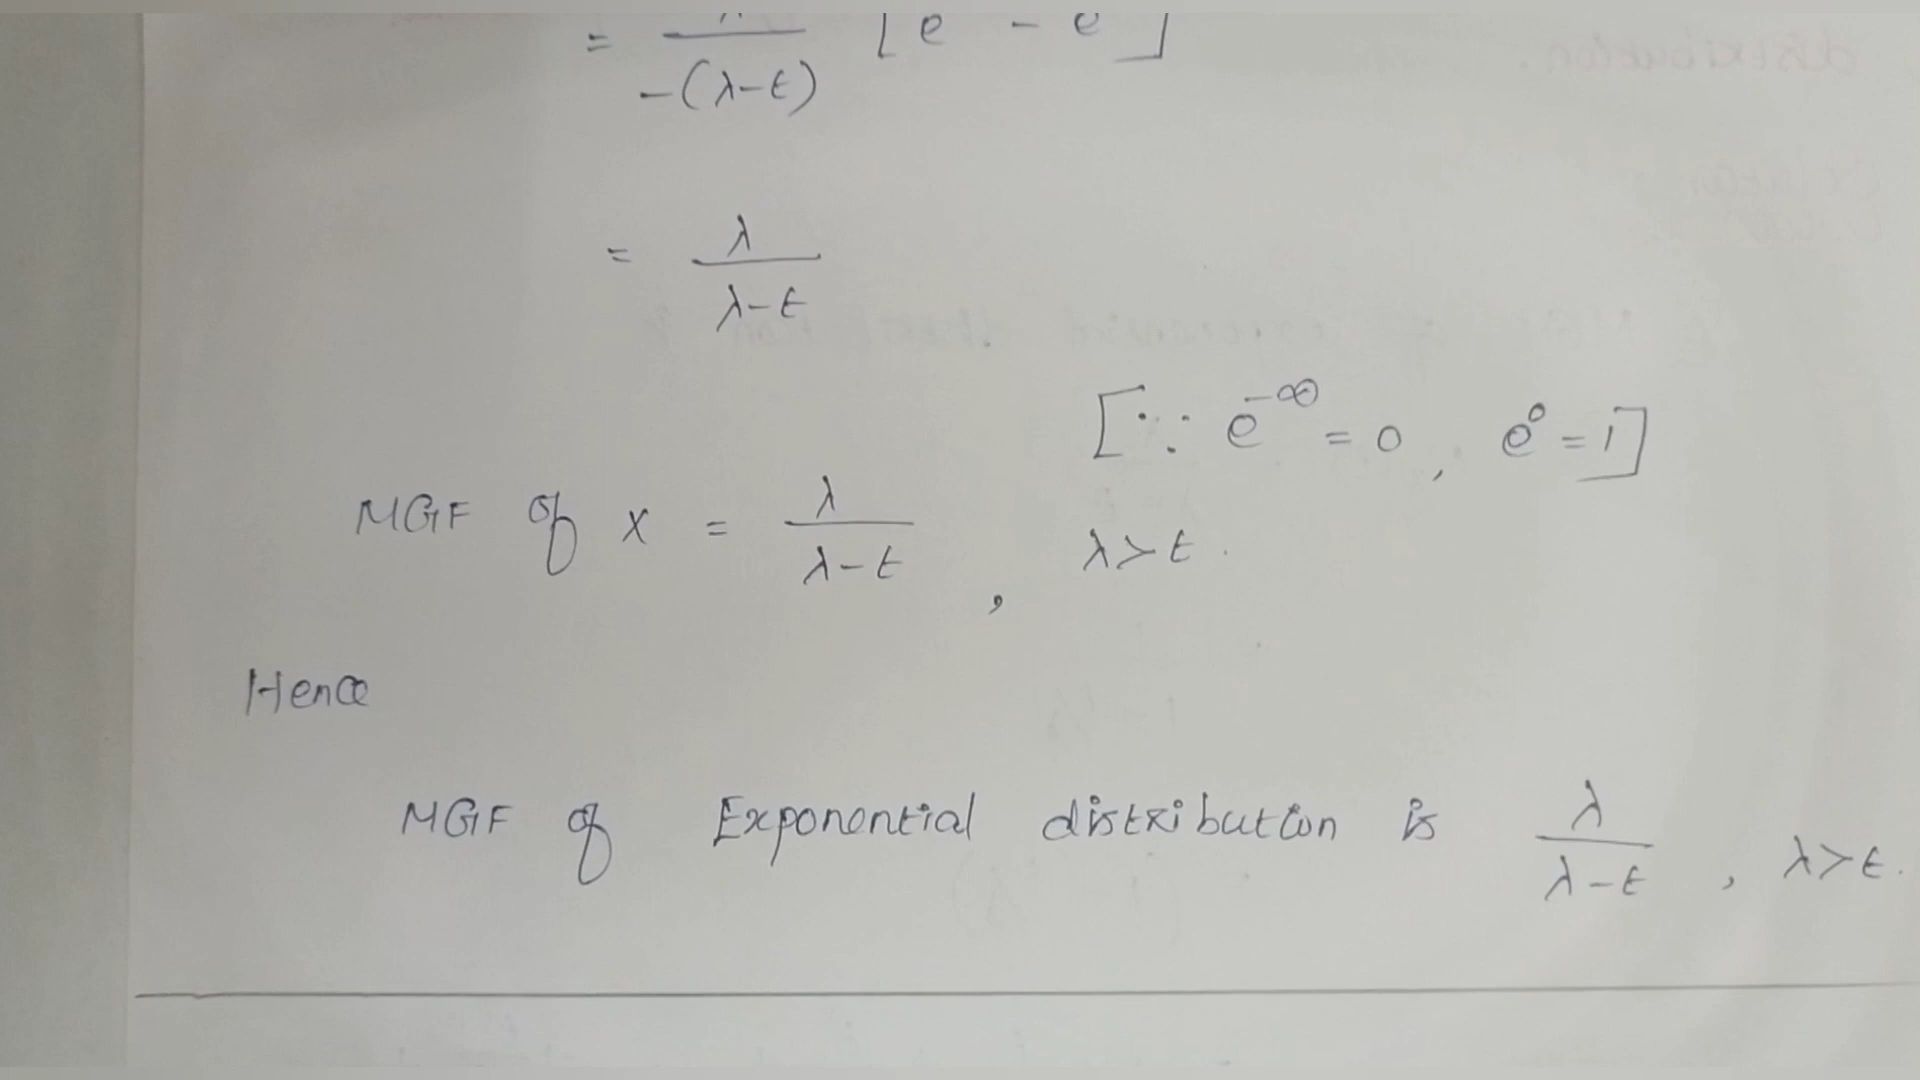 = λ / -(λ-t) [e - e]
= λ / λ-t
[∵ e^-∞ = 0, e^0 = 1]
MGF of X = λ / λ-t , λ>t.
Hence
MGF of Exponential distribution is λ / λ-t , λ>t.